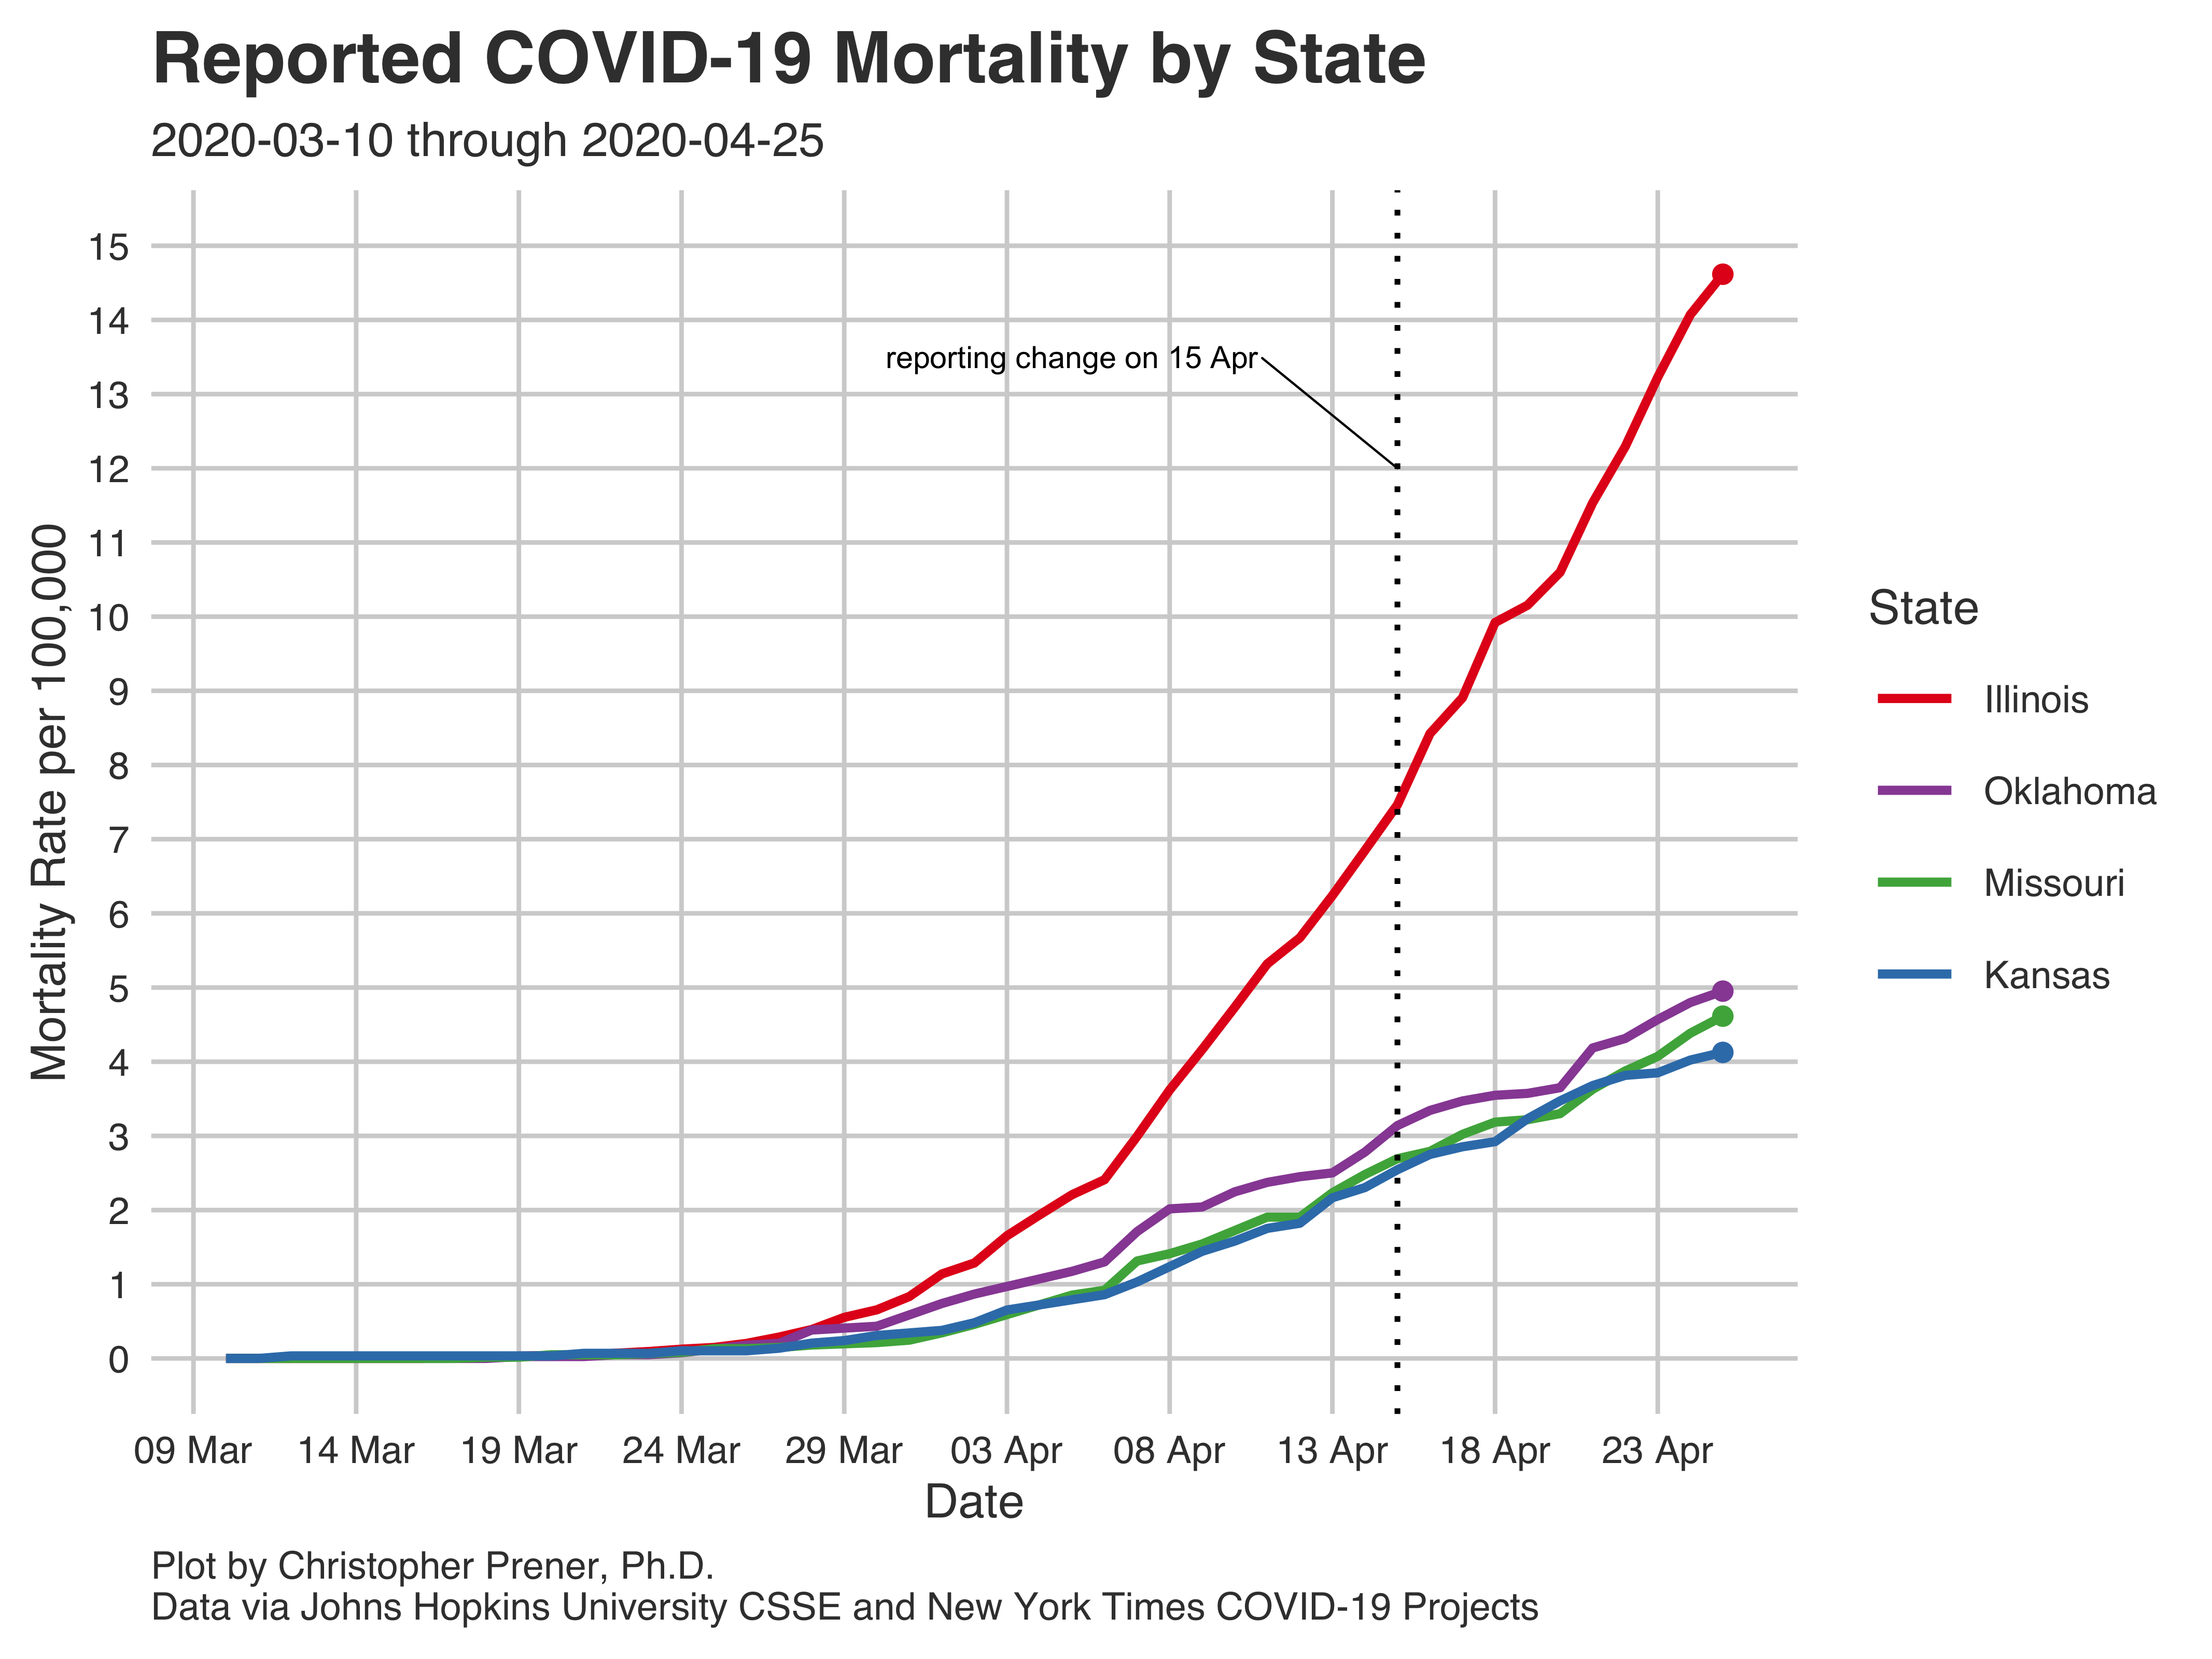 Reported COVID-19 Mortality by State
2020-03-10 through 2020-04-25
Mortality Rate per 100,000
15
14
13
12
11
10
9
8
7
6
5
4
3
2
1
0
reporting change on 15 Apr
09 Mar 14 Mar 19 Mar 24 Mar 29 Mar 03 Apr 08 Apr 13 Apr 18 Apr 23 Apr
Date
State
Illinois
Oklahoma
Missouri
Kansas
Plot by Christopher Prener, Ph.D.
Data via Johns Hopkins University CSSE and New York Times COVID-19 Projects